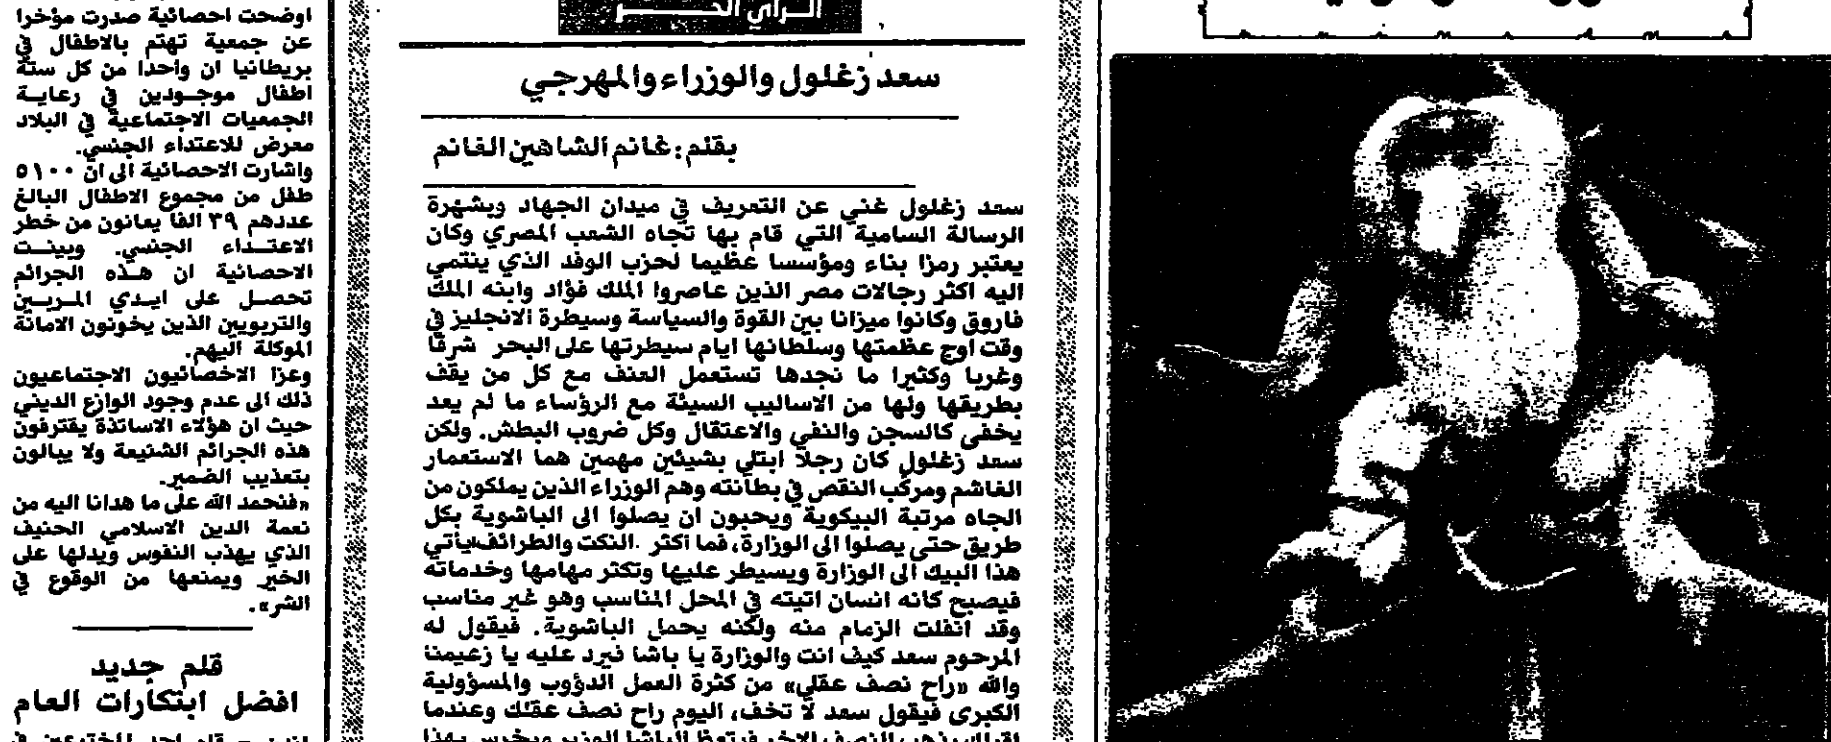 الرأي الحر
سعد زغلول والوزراء والمهرجي
بقلم: غانم الشاهين الغانم
سعد زغلول غني عن التعريف في ميدان الجهاد وبشهرة
الرسالة السامية التي قام بها تجاه الشعب المصري وكان
يعتبر رمزا بناء ومؤسسا عظيما لحزب الوفد الذي ينتمي
اليه اكثر رجالات مصر الذين عاصروا الملك فؤاد وابنه الملك
فاروق وكانوا ميزانا بين القوة والسياسة وسيطرة الانجليز في
وقت اوج عظمتها وسلطانها ايام سيطرتها على البحر شرقا
وغربا وكثيرا ما نجدها تستعمل العنف مع كل من يقف
بطريقها ولها من الاساليب السيئة مع الرؤساء ما لم يعد
يخفى كالسجن والنفي والاعتقال وكل ضروب البطش. ولكن
سعد زغلول كان رجلا ابتلي بشيئين مهمين هما الاستعمار
الغاشم ومركب النقص في بطانته وهم الوزراء الذين يملكون من
الجاه مرتبة البيكوية ويحبون ان يصلوا الى الباشوية بكل
طريق حتى يصلوا الى الوزارة، فما اكثر النكت والطرائف يأتي
هذا البيك الى الوزارة ويسيطر عليها وتكثر مهامها وخدماته
فيصبح كانه انسان اتيته في المحل المناسب وهو غير مناسب
وقد انفلت الزمام منه ولكنه يحمل الباشوية. فيقول له
المرحوم سعد كيف انت والوزارة يا باشا فيرد عليه يا زعيمنا
والله «راح نصف عقلي» من كثرة العمل الدؤوب والمسؤولية
الكبرى فيقول سعد لا تخف، اليوم راح نصف عقلك وعندما
اوضحت احصائية صدرت مؤخرا
عن جمعية تهتم بالاطفال في
بريطانيا ان واحدا من كل ستة
اطفال موجودين في رعاية
الجمعيات الاجتماعية في البلاد
معرض للاعتداء الجنسي.
واشارت الاحصائية الى ان ٥١٠٠
طفل من مجموع الاطفال البالغ
عددهم ٣٩ الفا يعانون من خطر
الاعتداء الجنسي. وبينت
الاحصائية ان هذه الجرائم
تحصل على ايدي المربين
والتربويين الذين يخونون الامانة
الموكلة اليهم.
وعزا الاخصائيون الاجتماعيون
ذلك الى عدم وجود الوازع الديني
حيث ان هؤلاء الاساتذة يقترفون
هذه الجرائم الشنيعة ولا يبالون
بتعذيب الضمير.
«فنحمد الله على ما هدانا اليه من
نعمة الدين الاسلامي الحنيف
الذي يهذب النفوس ويدلها على
الخير ويمنعها من الوقوع في
الشر».
قلم جديد
افضل ابتكارات العام